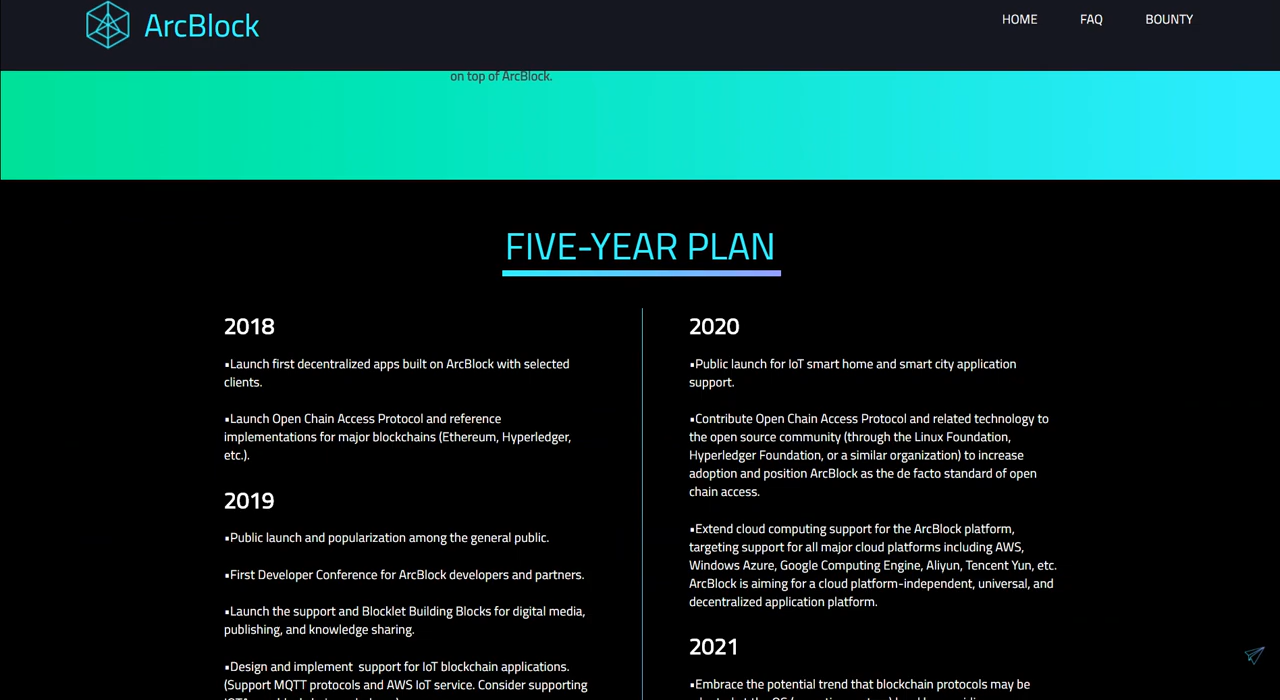 ArcBlock
HOME
FAQ
BOUNTY
on top of ArcBlock.
FIVE-YEAR PLAN
2018
▪Launch first decentralized apps built on ArcBlock with selected
clients.
▪Launch Open Chain Access Protocol and reference
implementations for major blockchains (Ethereum, Hyperledger,
etc.).
2019
▪Public launch and popularization among the general public.
▪First Developer Conference for ArcBlock developers and partners.
▪Launch the support and Blocklet Building Blocks for digital media,
publishing, and knowledge sharing.
▪Design and implement  support for IoT blockchain applications.
(Support MQTT protocols and AWS IoT service. Consider supporting
2020
▪Public launch for IoT smart home and smart city application
support.
▪Contribute Open Chain Access Protocol and related technology to
the open source community (through the Linux Foundation,
Hyperledger Foundation, or a similar organization) to increase
adoption and position ArcBlock as the de facto standard of open
chain access.
▪Extend cloud computing support for the ArcBlock platform,
targeting support for all major cloud platforms including AWS,
Windows Azure, Google Computing Engine, Aliyun, Tencent Yun, etc.
ArcBlock is aiming for a cloud platform-independent, universal, and
decentralized application platform.
2021
▪Embrace the potential trend that blockchain protocols may be